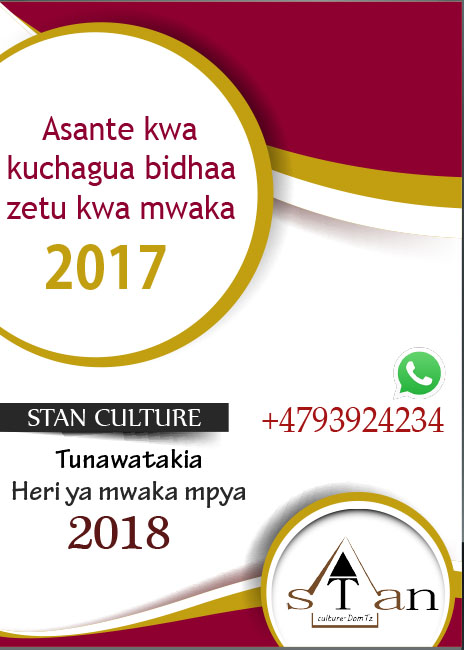 Asante kwa
kuchagua bidhaa
zetu kwa mwaka
2017
STAN CULTURE
+4793924234
Tunawatakia
Heri ya mwaka mpya
2018
sTan
culture-DomTz